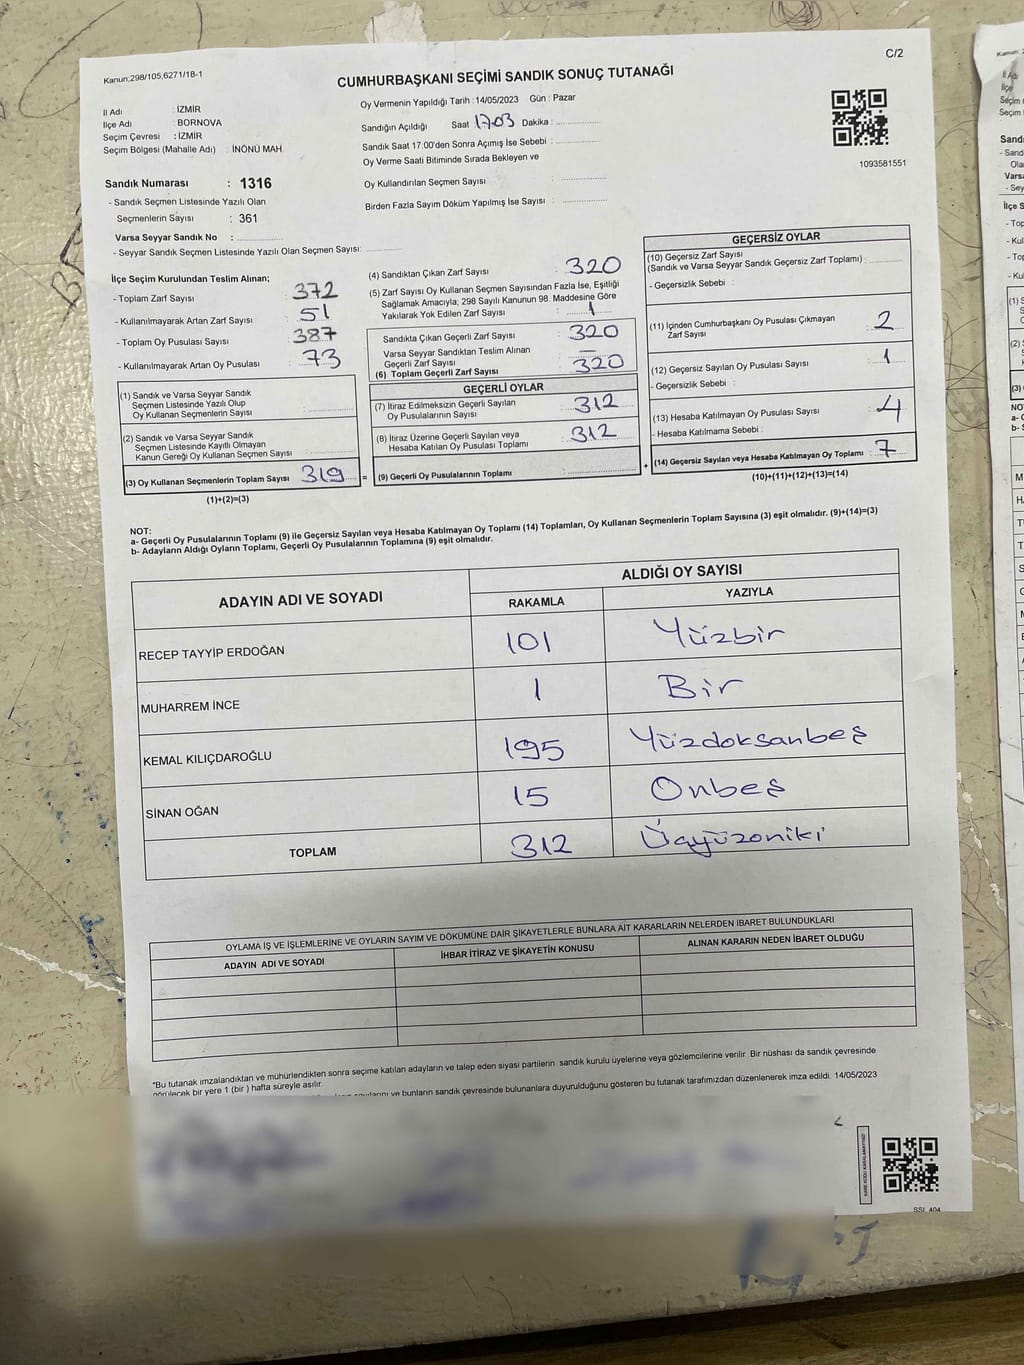 C/2
Kanun;298/105,6271/18-1
CUMHURBAŞKANI SEÇİMİ SANDIK SONUÇ TUTANAĞI
İl Adı : İZMİR
İlçe Adı : BORNOVA
Seçim Çevresi : İZMİR
Seçim Bölgesi (Mahalle Adı) : İNÖNÜ MAH
Oy Vermenin Yapıldığı Tarih : 14/05/2023 Gün : Pazar
Sandığın Açıldığı Saat 17.03 Dakika :
Sandık Saat 17.00'den Sonra Açımış İse Sebebi :
Oy Verme Saati Bitiminde Sırada Bekleyen ve
Oy Kullandırılan Seçmen Sayısı :
Birden Fazla Sayım Döküm Yapılmış İse Sayısı :
1093581551
Sandık Numarası : 1316
- Sandık Seçmen Listesinde Yazılı Olan
Seçmenlerin Sayısı : 361
Varsa Seyyar Sandık No :
- Seyyar Sandık Seçmen Listesinde Yazılı Olan Seçmen Sayısı:
İlçe Seçim Kurulundan Teslim Alınan;
- Toplam Zarf Sayısı : 372
- Kullanılmayarak Artan Zarf Sayısı : 51
- Toplam Oy Pusulası Sayısı : 387
- Kullanılmayarak Artan Oy Pusulası : 73
(1) Sandık ve Varsa Seyyar Sandık
Seçmen Listesinde Yazılı Olup
Oy Kullanan Seçmenlerin Sayısı :
(2) Sandık ve Varsa Seyyar Sandık
Seçmen Listesinde Kayıtlı Olmayan
Kanun Gereği Oy Kullanan Seçmen Sayısı :
(3) Oy Kullanan Seçmenlerin Toplam Sayısı 319 =
(1)+(2)=(3)
(4) Sandıktan Çıkan Zarf Sayısı : 320
(5) Zarf Sayısı Oy Kullanan Seçmen Sayısından Fazla İse, Eşitliği
Sağlamak Amacıyla; 298 Sayılı Kanunun 98. Maddesine Göre
Yakılarak Yok Edilen Zarf Sayısı : 1
Sandıkta Çıkan Geçerli Zarf Sayısı : 320
Varsa Seyyar Sandıktan Teslim Alınan
Geçerli Zarf Sayısı : –
(6) Toplam Geçerli Zarf Sayısı : 320
GEÇERLİ OYLAR
(7) İtiraz Edilmeksizin Geçerli Sayılan
Oy Pusulalarının Sayısı : 312
(8) İtiraz Üzerine Geçerli Sayılan veya
Hesaba Katılan Oy Pusulası Toplamı : 312
(9) Geçerli Oy Pusulalarının Toplamı : +
GEÇERSİZ OYLAR
(10) Geçersiz Zarf Sayısı
(Sandık ve Varsa Seyyar Sandık Geçersiz Zarf Toplamı) :
- Geçersizlik Sebebi :
(11) İçinden Cumhurbaşkanı Oy Pusulası Çıkmayan
Zarf Sayısı : 2
(12) Geçersiz Sayılan Oy Pusulası Sayısı : 1
- Geçersizlik Sebebi :
(13) Hesaba Katılmayan Oy Pusulası Sayısı : 4
- Hesaba Katılmama Sebebi :
(14) Geçersiz Sayılan veya Hesaba Katılmayan Oy Toplamı : 7
(10)+(11)+(12)+(13)=(14)
NOT:
a- Geçerli Oy Pusulalarının Toplamı (9) ile Geçersiz Sayılan veya Hesaba Katılmayan Oy Toplamı (14) Toplamları, Oy Kullanan Seçmenlerin Toplam Sayısına (3) eşit olmalıdır. (9)+(14)=(3)
b- Adayların Aldığı Oyların Toplamı, Geçerli Oy Pusulalarının Toplamına (9) eşit olmalıdır.
ADAYIN ADI VE SOYADI
ALDIĞI OY SAYISI
RAKAMLA YAZIYLA
RECEP TAYYİP ERDOĞAN 101 Yüzbir
MUHARREM İNCE 1 Bir
KEMAL KILIÇDAROĞLU 195 Yüzdoksanbeş
SİNAN OĞAN 15 Onbeş
TOPLAM 312 Üçyüzoniki
OYLAMA İŞ VE İŞLEMLERİNE VE OYLARIN SAYIM VE DÖKÜMÜNE DAİR ŞİKAYETLERLE BUNLARA AİT KARARLARIN NELERDEN İBARET BULUNDUKLARI
ADAYIN ADI VE SOYADI İHBAR İTİRAZ VE ŞİKAYETİN KONUSU ALINAN KARARIN NEDEN İBARET OLDUĞU
*Bu tutanak imzalandıktan ve mühürlendikten sonra seçime katılan adayların ve talep eden siyasi partilerin sandık kurulu üyelerine veya gözlemcilerine verilir Bir nüshası da sandık çevresinde
görülecek bir yere 1 (bir ) hafta süreyle asılır.
ve bunların sandık çevresinde bulunanlara duyurulduğunu gösteren bu tutanak tarafımızdan düzenlenerek imza edildi. 14/05/2023